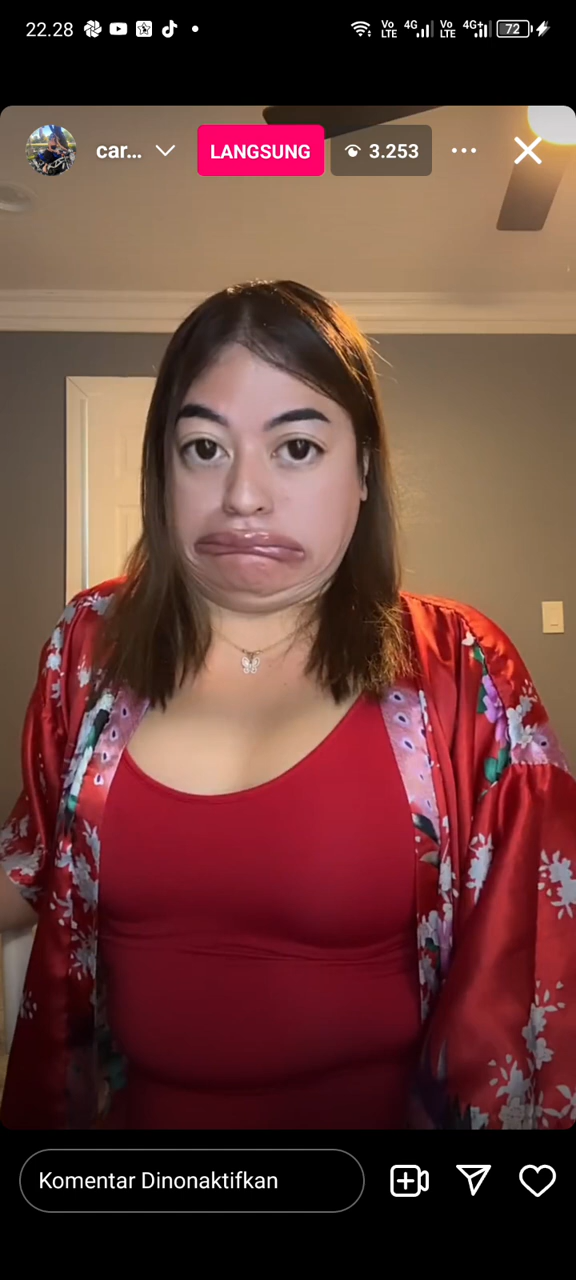 22.28 Vo LTE 4G Vo LTE 4G+ 72
car... LANGSUNG 3.253
Komentar Dinonaktifkan